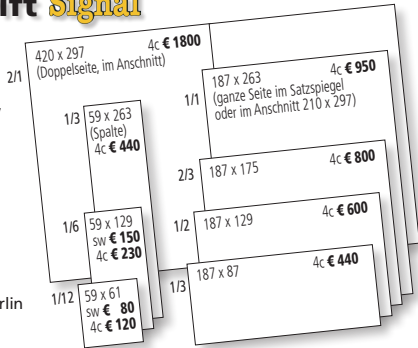 ift Signal
2/1
420 x 297 4c € 1800
(Doppelseite, im Anschnitt)
1/3
59 x 263
(Spalte)
4c € 440
1/6
59 x 129
sw € 150
4c € 230
1/12
59 x 61
sw € 80
4c € 120
1/1
187 x 263 4c € 950
(ganze Seite im Satzspiegel
oder im Anschnitt 210 x 297)
2/3
187 x 175 4c € 800
1/2
187 x 129 4c € 600
1/3
187 x 87 4c € 440
rlin